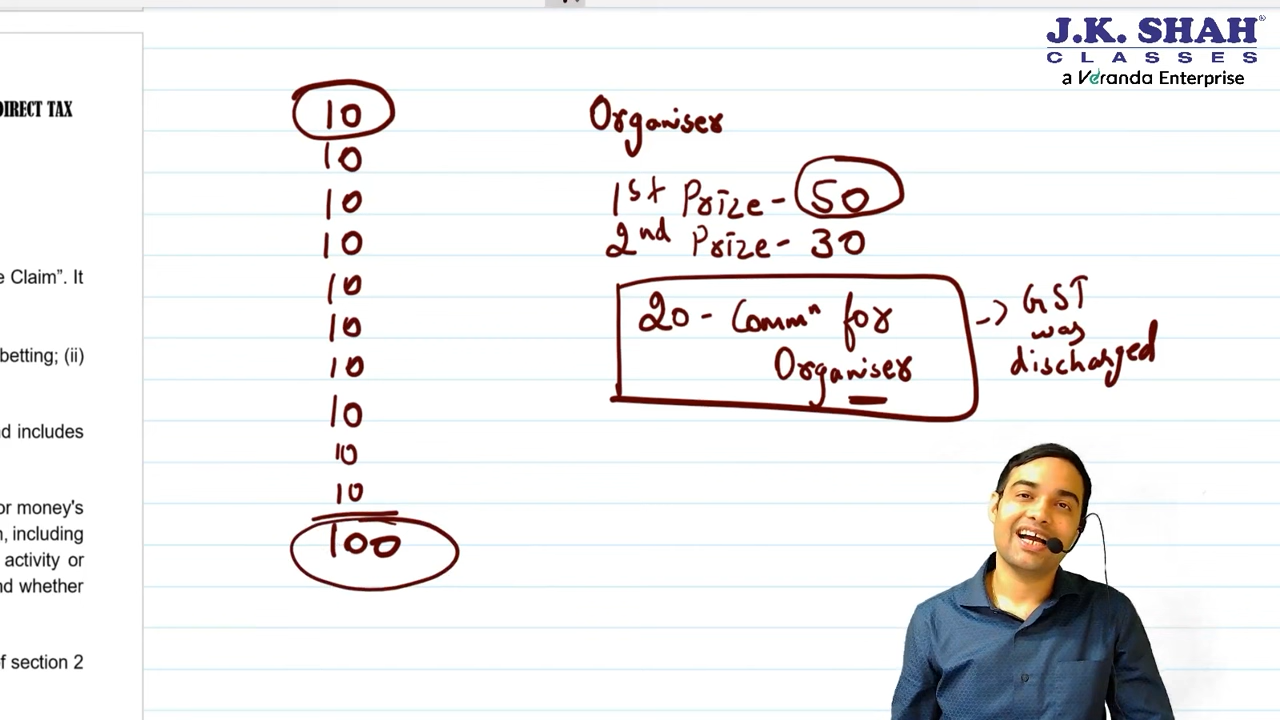 J.K. SHAH®
CLASSES
a Veranda Enterprise
DIRECT TAX
e Claim”. It
betting; (ii)
nd includes
or money's
n, including
activity or
nd whether
f section 2
10
10
10
10
10
10
10
10
10
10
100
Organiser
1st Prize - 50
2nd Prize - 30
20 - Commⁿ for
Organiser
-> GST
was
discharged